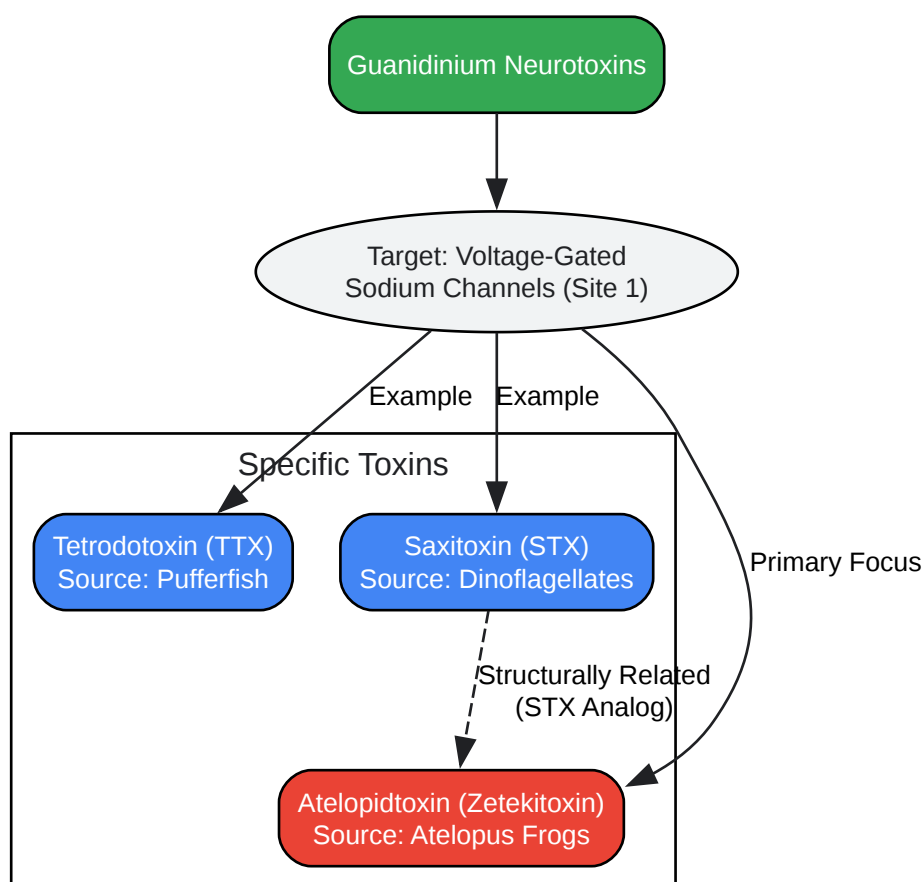 Guanidinium Neurotoxins
Target: Voltage-Gated
Sodium Channels (Site 1)
Example
Example
Specific Toxins
Tetrodotoxin (TTX)
Source: Pufferfish
Saxitoxin (STX)
Source: Dinoflagellates
Primary Focus
Structurally Related
(STX Analog)
Atelopidtoxin (Zetekitoxin)
Source: Atelopus Frogs